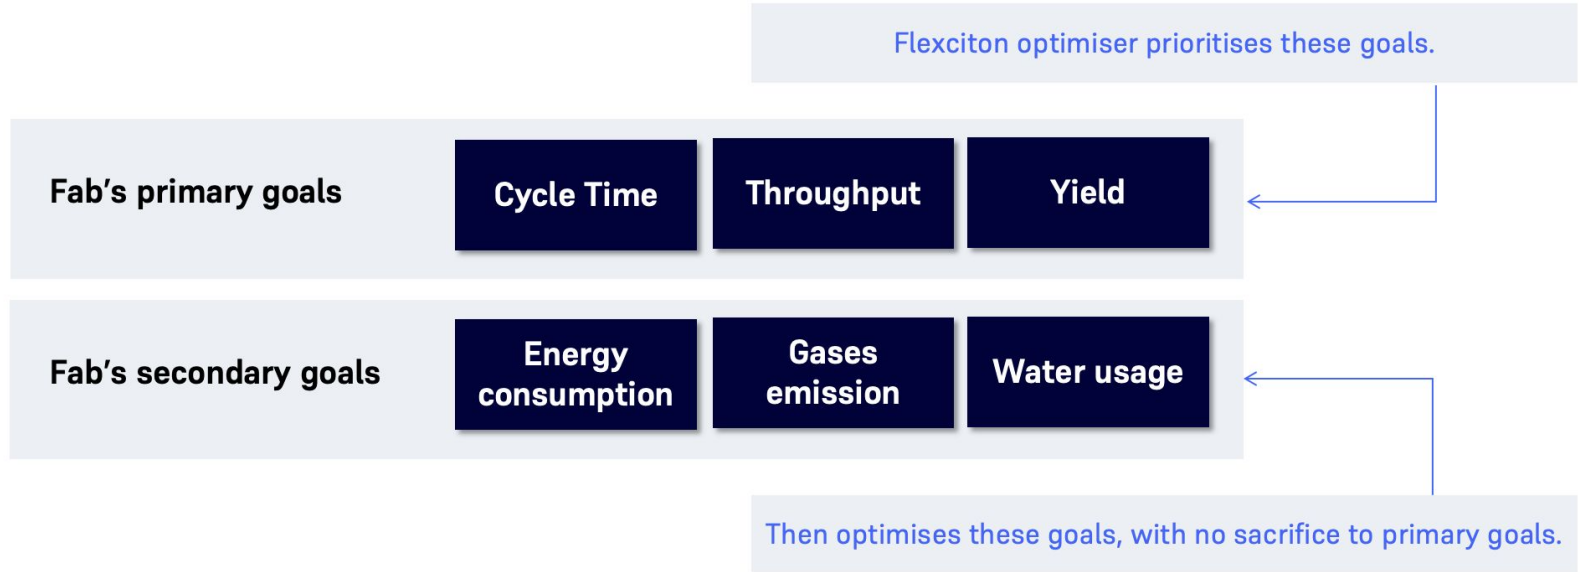 Flexciton optimiser prioritises these goals.
Fab's primary goals
Cycle Time
Throughput
Yield
Fab's secondary goals
Energy
consumption
Gases
emission
Water usage
Then optimises these goals, with no sacrifice to primary goals.